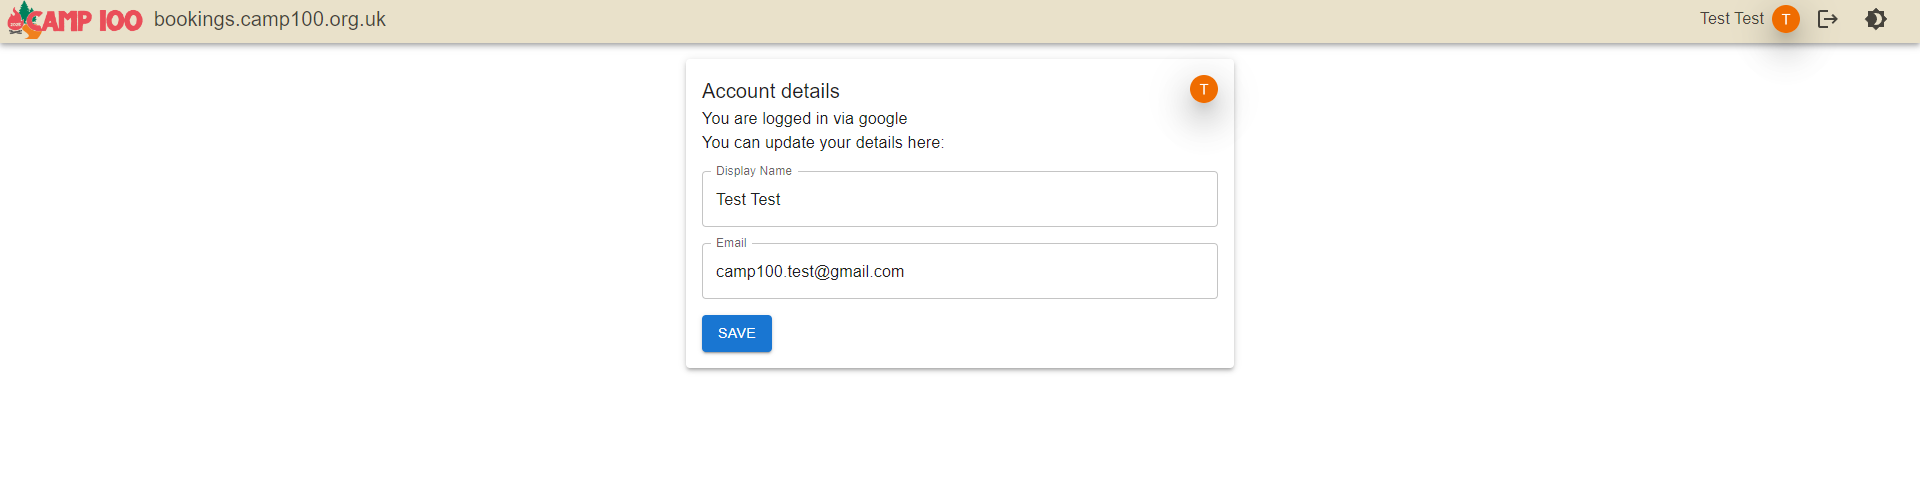 CAMP 100 bookings.camp100.org.uk
Test Test T
Account details
T
You are logged in via google
You can update your details here:
Display Name
Test Test
Email
camp100.test@gmail.com
SAVE